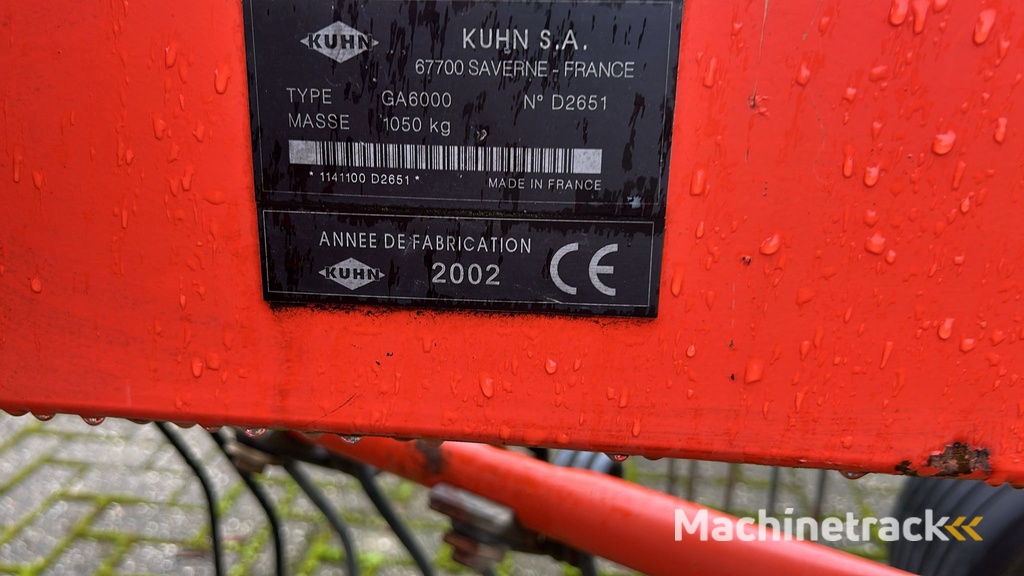 KUHN
KUHN S.A.
67700 SAVERNE - FRANCE
TYPE GA6000 N° D2651
MASSE 1050 kg
* 1141100 D2651 * MADE IN FRANCE
ANNEE DE FABRICATION
KUHN 2002 CE
Machinetrack